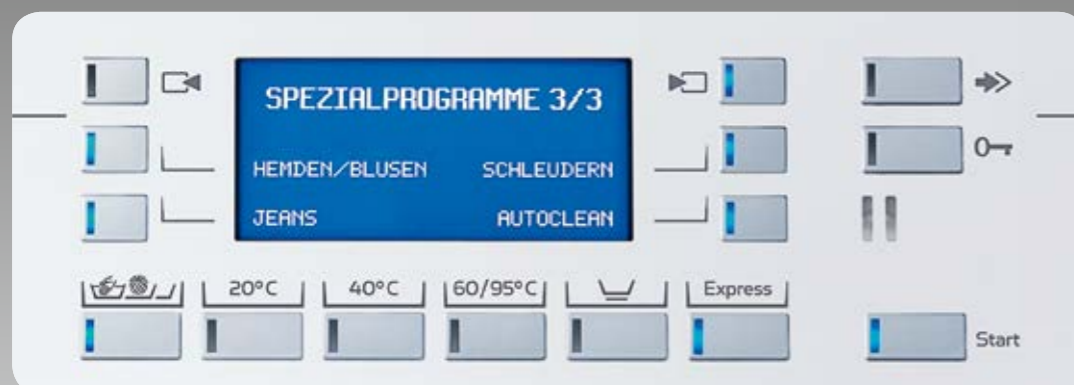 SPEZIALPROGRAMME 3/3
HEMDEN/BLUSEN SCHLEUDERN
JEANS AUTOCLEAN
20°C 40°C 60/95°C Express
Start